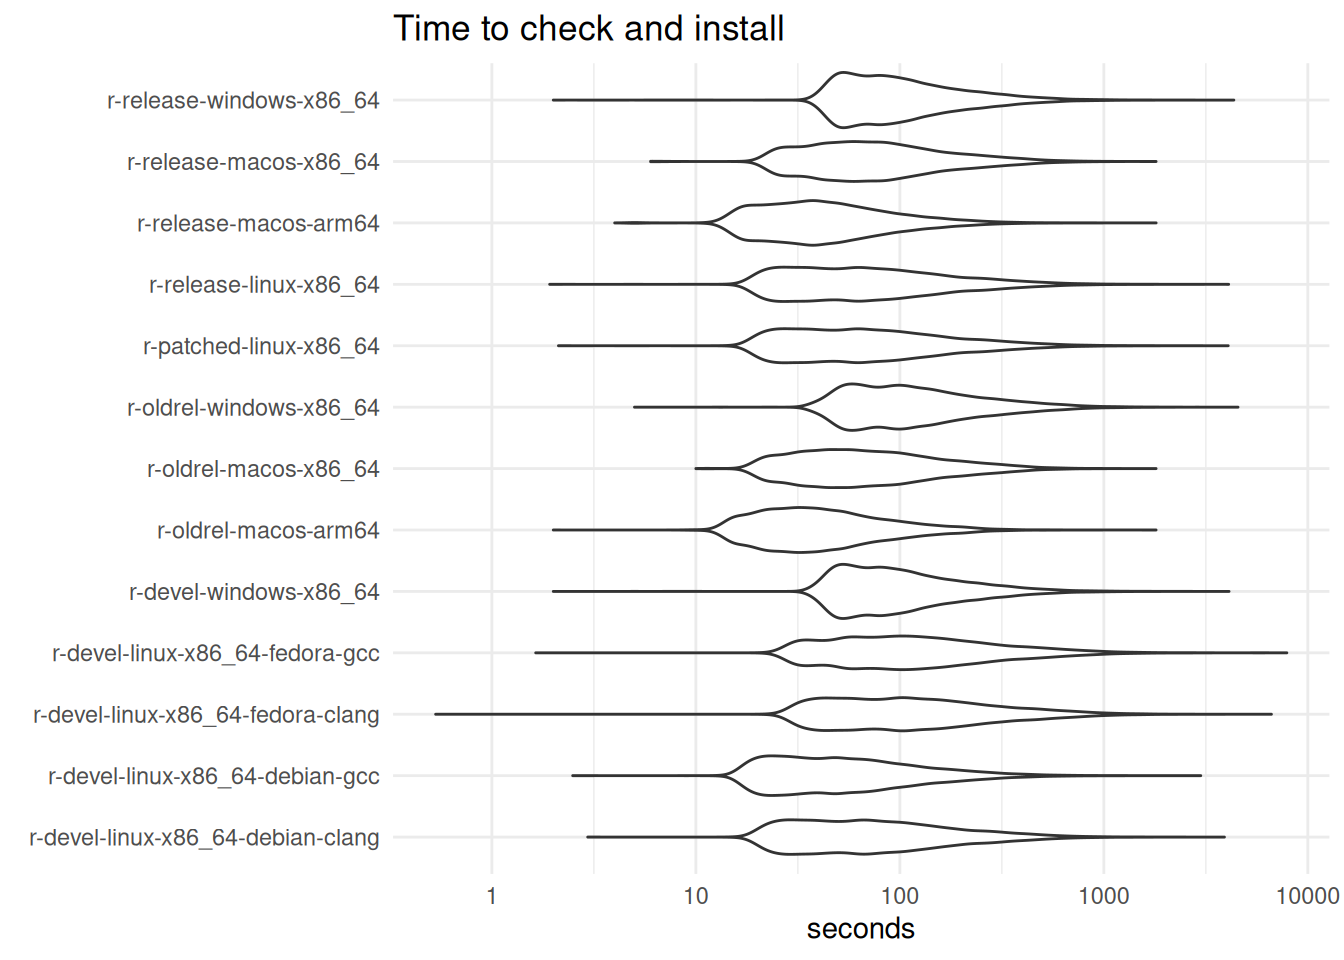 Time to check and install
r-release-windows-x86_64
r-release-macos-x86_64
r-release-macos-arm64
r-release-linux-x86_64
r-patched-linux-x86_64
r-oldrel-windows-x86_64
r-oldrel-macos-x86_64
r-oldrel-macos-arm64
r-devel-windows-x86_64
r-devel-linux-x86_64-fedora-gcc
r-devel-linux-x86_64-fedora-clang
r-devel-linux-x86_64-debian-gcc
r-devel-linux-x86_64-debian-clang
1 10 100 1000 10000
seconds